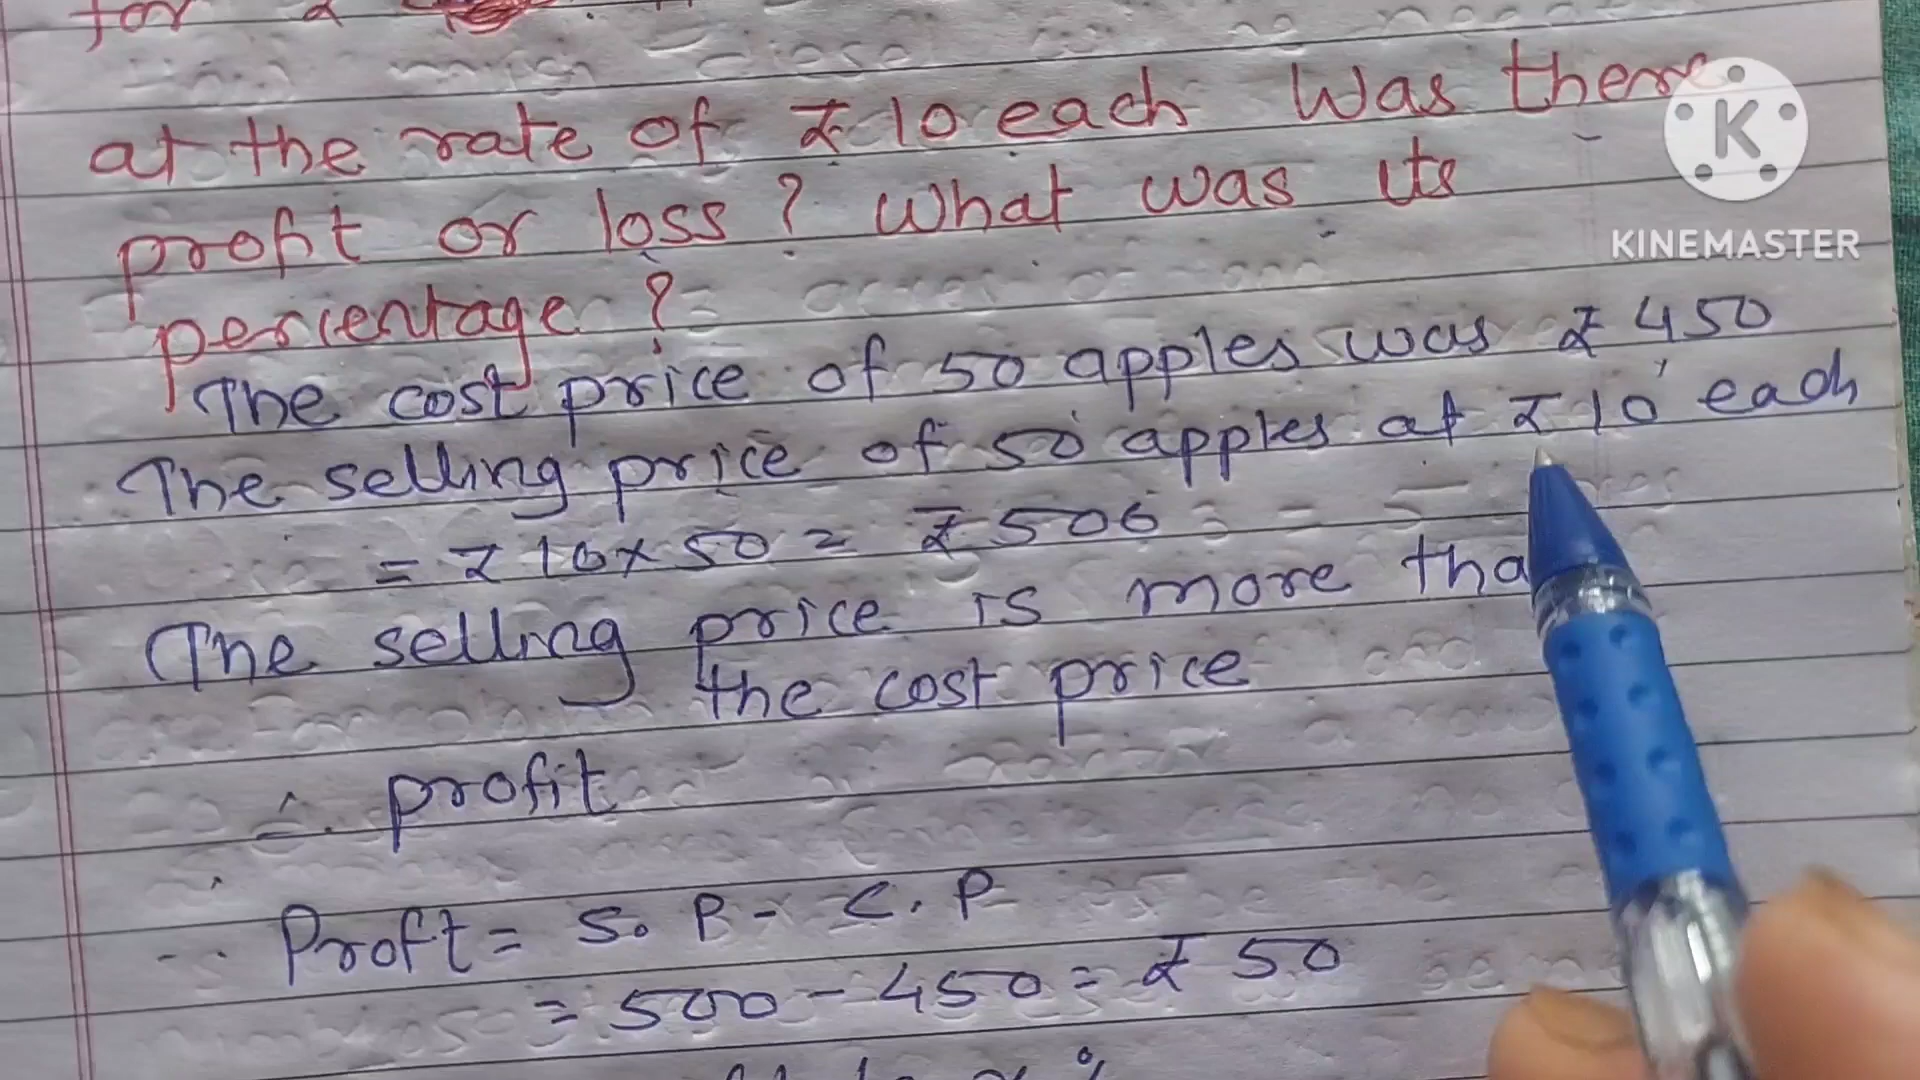 for a
at the rate of ₹ 10 each Was there
profit or loss? What was its
percentage?
The cost price of 50 apples was ₹ 450
The selling price of 50 apples at ₹ 10 each
= ₹ 10 x 50 = ₹ 500
The selling price is more tha
the cost price
∴ profit
Proft = S. P - C. P
= 500 - 450 = ₹ 50
K
KINEMASTER